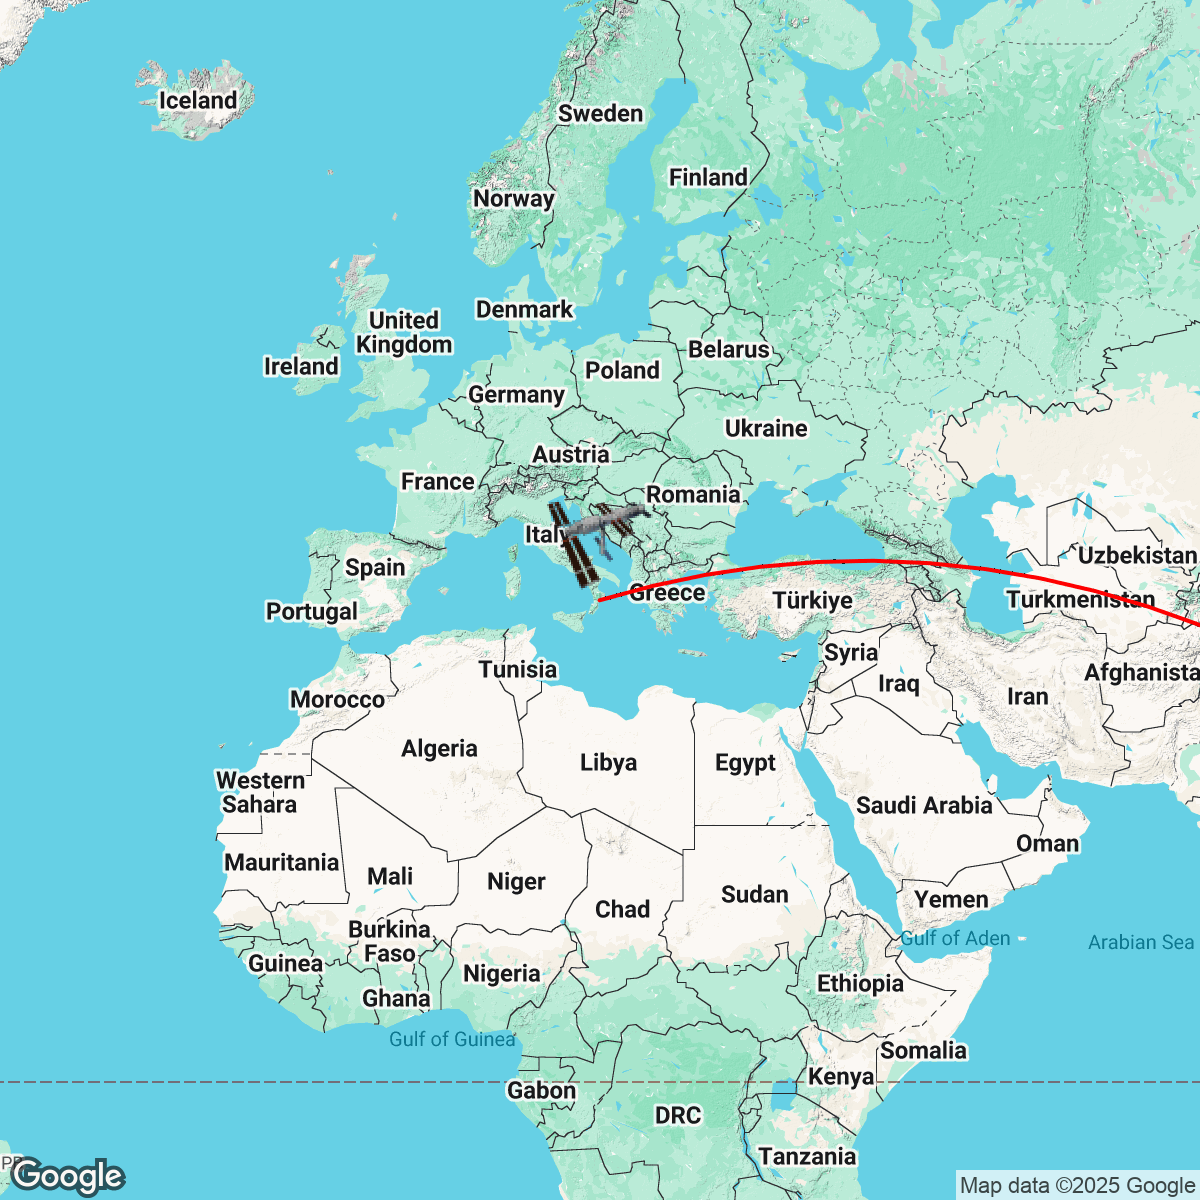 Iceland
Sweden
Finland
Norway
Denmark
United
Kingdom
Ireland
Belarus
Poland
Germany
Ukraine
Austria
France
Romania
Italy
Uzbekistan
Spain
Greece
Türkiye
Turkmenistan
Portugal
Syria
Tunisia
Iraq
Afghanista
Morocco
Iran
Algeria
Libya
Egypt
Western
Sahara
Saudi Arabia
Oman
Mauritania
Mali
Niger
Sudan
Yemen
Chad
Burkina
Faso
Gulf of Aden
Arabian Sea
Guinea
Nigeria
Ethiopia
Ghana
Gulf of Guinea
Somalia
Kenya
Gabon
DRC
Tanzania
Google
Map data ©2025 Google